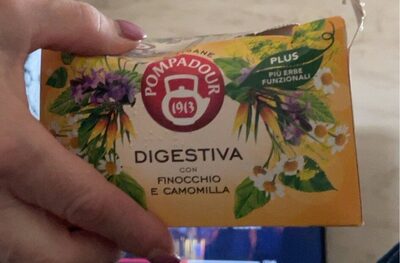 POMPADOUR
1913
PLUS
PIÙ ERBE
FUNZIONALI
DIGESTIVA
CON
FINOCCHIO
E CAMOMILLA